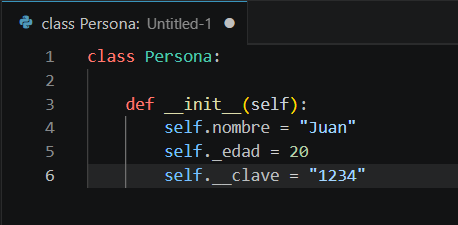 class Persona: Untitled-1
1 class Persona:
2
3 def __init__(self):
4 self.nombre = "Juan"
5 self._edad = 20
6 self.__clave = "1234"